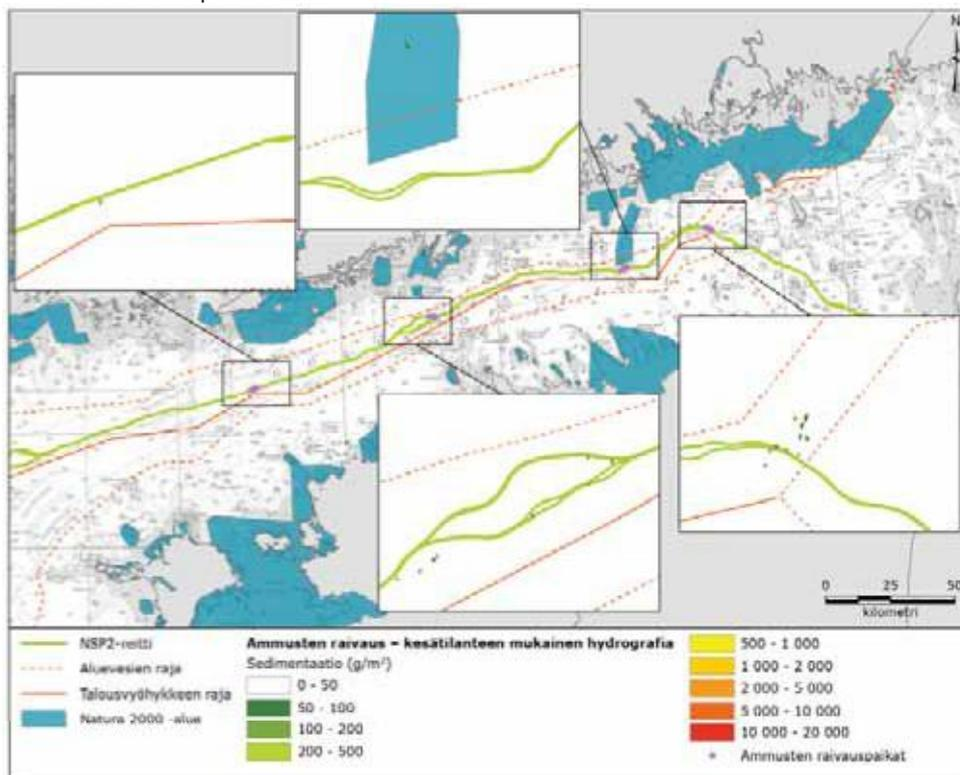 N
0 25 50
kilometri
NSP2-reitti
Aluevesien raja
Talousvyöhykkeen raja
Natura 2000 -alue
Ammusten raivaus – kesätilanteen mukainen hydrografia
Sedimentaatio (g/m²)
0 - 50
50 - 100
100 - 200
200 - 500
500 - 1 000
1 000 - 2 000
2 000 - 5 000
5 000 - 10 000
10 000 - 20 000
Ammusten raivauspaikat